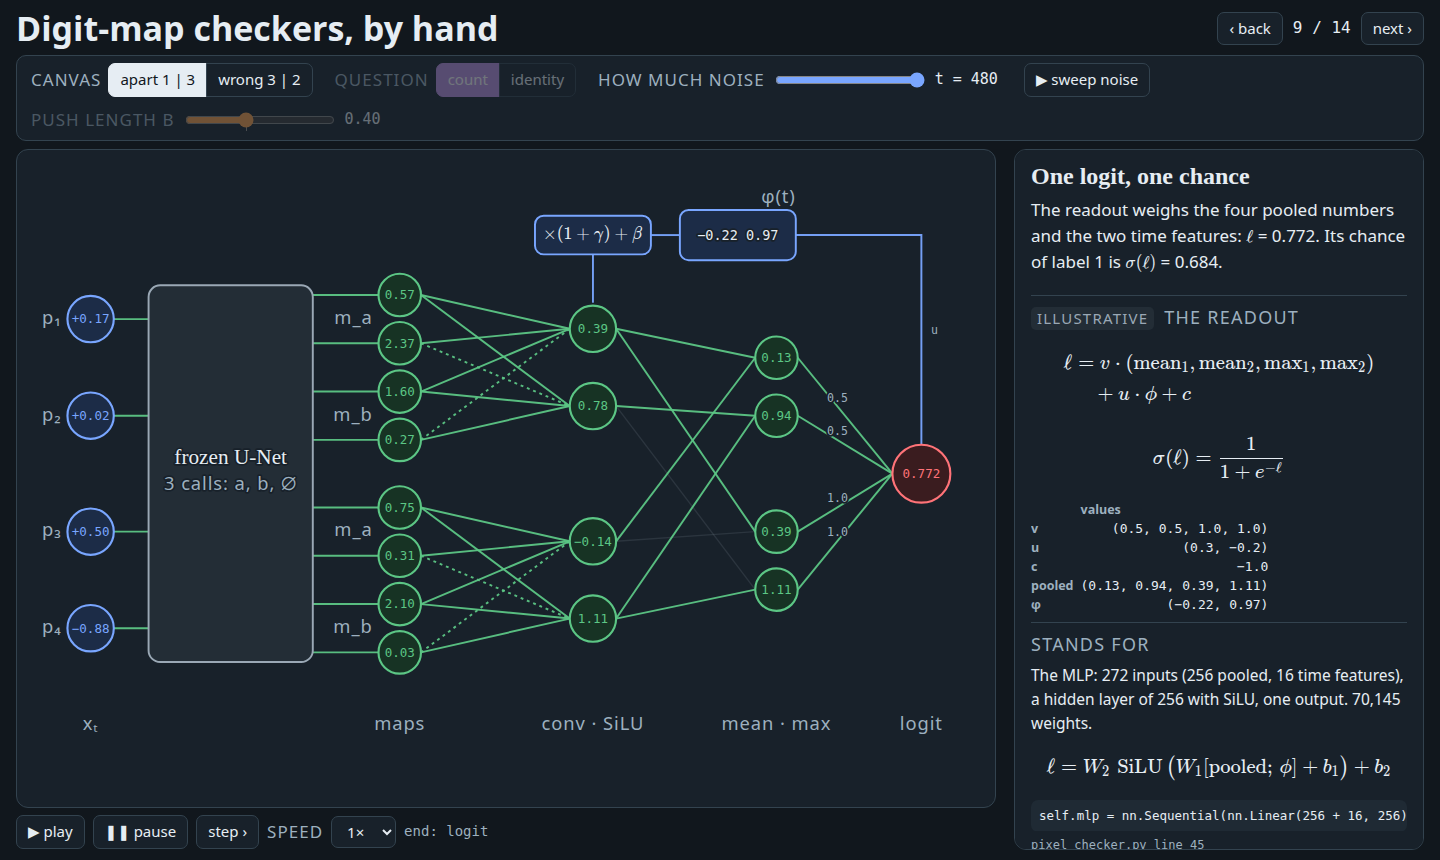 Digit-map checkers, by hand
‹ back 9 / 14 next ›
CANVAS apart 1 | 3 wrong 3 | 2 QUESTION count identity HOW MUCH NOISE t = 480 ▶ sweep noise
PUSH LENGTH B 0.40
φ(t)
×(1 + γ) + β −0.22 0.97
p₁ +0.17
p₂ +0.02
p₃ +0.50
p₄ −0.88
frozen U-Net
3 calls: a, b, ∅
0.57
m_a
2.37
1.60
m_b
0.27
0.75
m_a
0.31
2.10
m_b
0.03
0.39
0.78
−0.14
1.11
0.13
0.94
0.39
1.11
0.5
0.5
1.0
1.0
u
0.772
xₜ maps conv · SiLU mean · max logit
▶ play ❚❚ pause step › SPEED 1× end: logit
One logit, one chance
The readout weighs the four pooled numbers
and the two time features: ℓ = 0.772. Its chance
of label 1 is σ(ℓ) = 0.684.
ILLUSTRATIVE THE READOUT
ℓ = v · (mean₁, mean₂, max₁, max₂)
+ u · ϕ + c
σ(ℓ) = 1 / (1 + e^(−ℓ))
values
v (0.5, 0.5, 1.0, 1.0)
u (0.3, −0.2)
c −1.0
pooled (0.13, 0.94, 0.39, 1.11)
φ (−0.22, 0.97)
STANDS FOR
The MLP: 272 inputs (256 pooled, 16 time features),
a hidden layer of 256 with SiLU, one output. 70,145
weights.
ℓ = W₂ SiLU (W₁[pooled; ϕ] + b₁) + b₂
self.mlp = nn.Sequential(nn.Linear(256 + 16, 256)
pixel_checker.py line 45